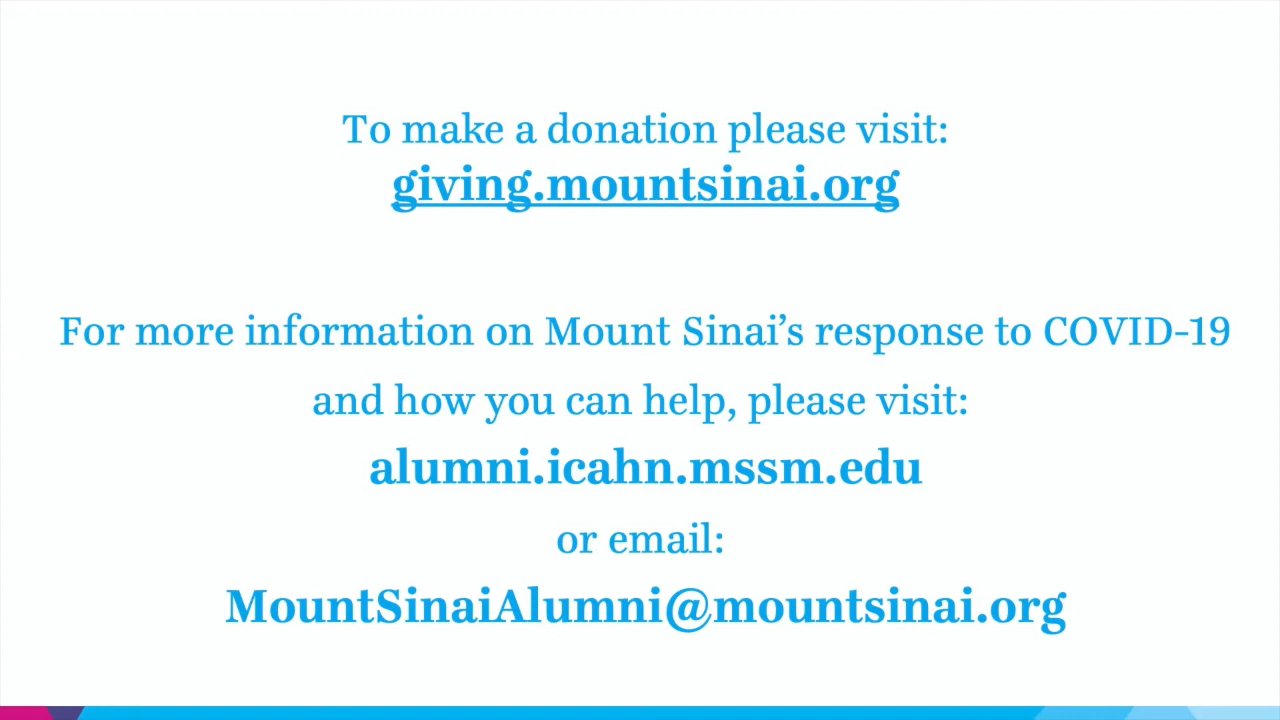 To make a donation please visit:
giving.mountsinai.org
For more information on Mount Sinai’s response to COVID-19
and how you can help, please visit:
alumni.icahn.mssm.edu
or email:
MountSinaiAlumni@mountsinai.org